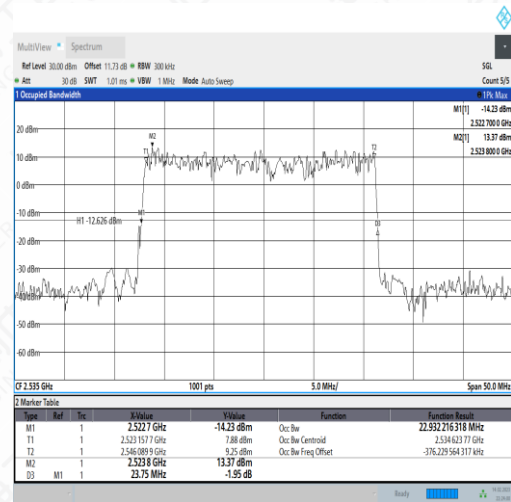 MultiView Spectrum
Ref Level 30.00 dBm Offset 11.73 dB RBW 300 kHz SGL
Att 30 dB SWT 1.01 ms VBW 1 MHz Mode Auto Sweep Count 5/5
1 Occupied Bandwidth 1Pk Max
M1[1] -14.23 dBm
2.522 700 0 GHz
M2[1] 13.37 dBm
2.523 800 0 GHz
M2
20 dBm
T1
T2
10 dBm
0 dBm
-10 dBm
M1
H1 -12.626 dBm
D3
-20 dBm
-30 dBm
-40 dBm
-50 dBm
-60 dBm
CF 2.535 GHz 1001 pts 5.0 MHz/ Span 50.0 MHz
2 Marker Table
Type Ref Trc X-Value Y-Value Function Function Result
M1 1 2.522 7 GHz -14.23 dBm Occ Bw 22.932 216 318 MHz
T1 1 2.523 157 7 GHz 7.88 dBm Occ Bw Centroid 2.534 623 77 GHz
T2 1 2.546 089 9 GHz 9.25 dBm Occ Bw Freq Offset -376.229 564 317 kHz
M2 1 2.523 8 GHz 13.37 dBm
D3 M1 1 23.75 MHz -1.95 dB
Ready